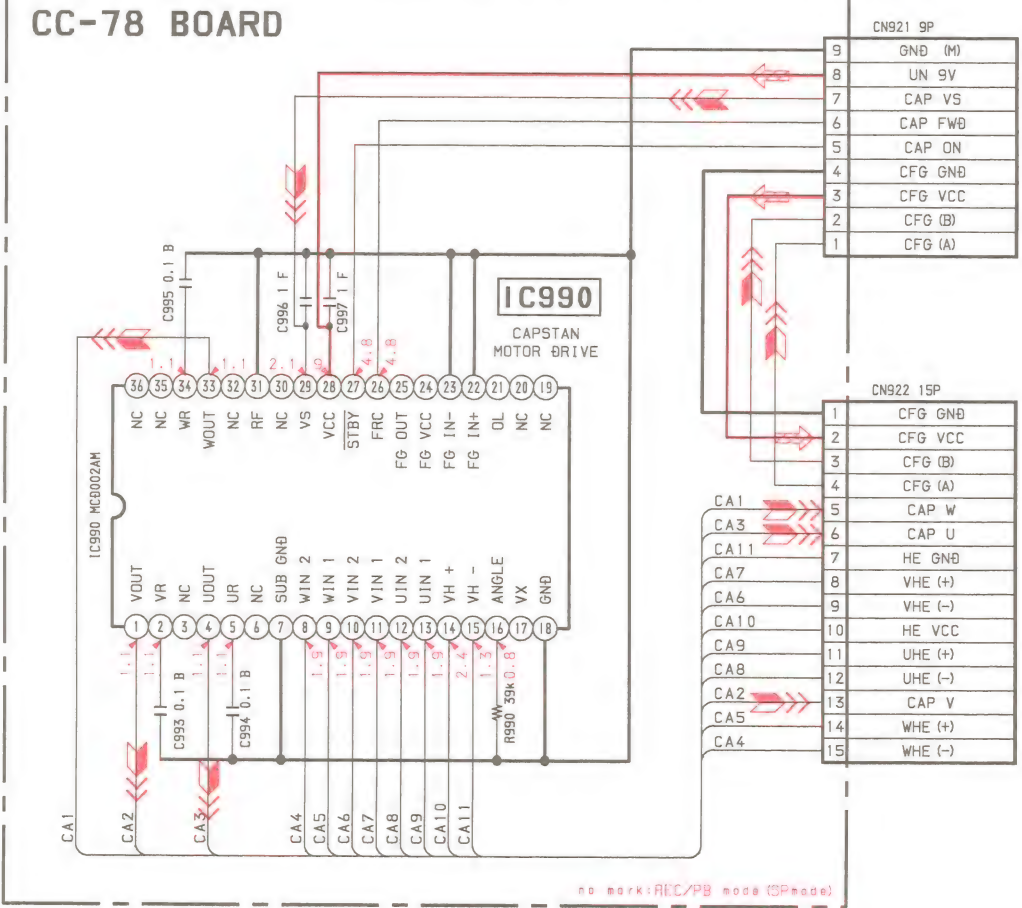 CC-78 BOARD
CN921 9P
9 GND (M)
8 UN 9V
7 CAP VS
6 CAP FWD
5 CAP ON
4 CFG GND
3 CFG VCC
2 CFG (B)
1 CFG (A)
C995 0.1 B
C996 1 F
C997 1 F
IC990
CAPSTAN
MOTOR DRIVE
1.1 1.1 2.1 9 4.8 4.8
36 35 34 33 32 31 30 29 28 27 26 25 24 23 22 21 20 19
NC NC WR WOUT NC RF NC VS VCC STBY FRC FG OUT FG VCC FG IN- FG IN+ OL NC NC
IC990 MCD002AM
VOUT VR NC UOUT UR NC SUB GND WIN 2 WIN 1 VIN 2 VIN 1 UIN 2 UIN 1 VH + VH - ANGLE VX GND
1 2 3 4 5 6 7 8 9 10 11 12 13 14 15 16 17 18
1.1 1.1 1.1 1.1 1.9 1.9 1.9 1.9 1.9 1.9 2.4 1.3 0.8
C993 0.1 B
C994 0.1 B
R990 39k
CA1 CA2 CA3 CA4 CA5 CA6 CA7 CA8 CA9 CA10 CA11
CN922 15P
1 CFG GND
2 CFG VCC
3 CFG (B)
4 CFG (A)
CA1 5 CAP W
CA3 6 CAP U
CA11 7 HE GND
CA7 8 VHE (+)
CA6 9 VHE (-)
CA10 10 HE VCC
CA9 11 UHE (+)
CA8 12 UHE (-)
CA2 13 CAP V
CA5 14 WHE (+)
CA4 15 WHE (-)
no mark:REC/PB mode (SPmode)